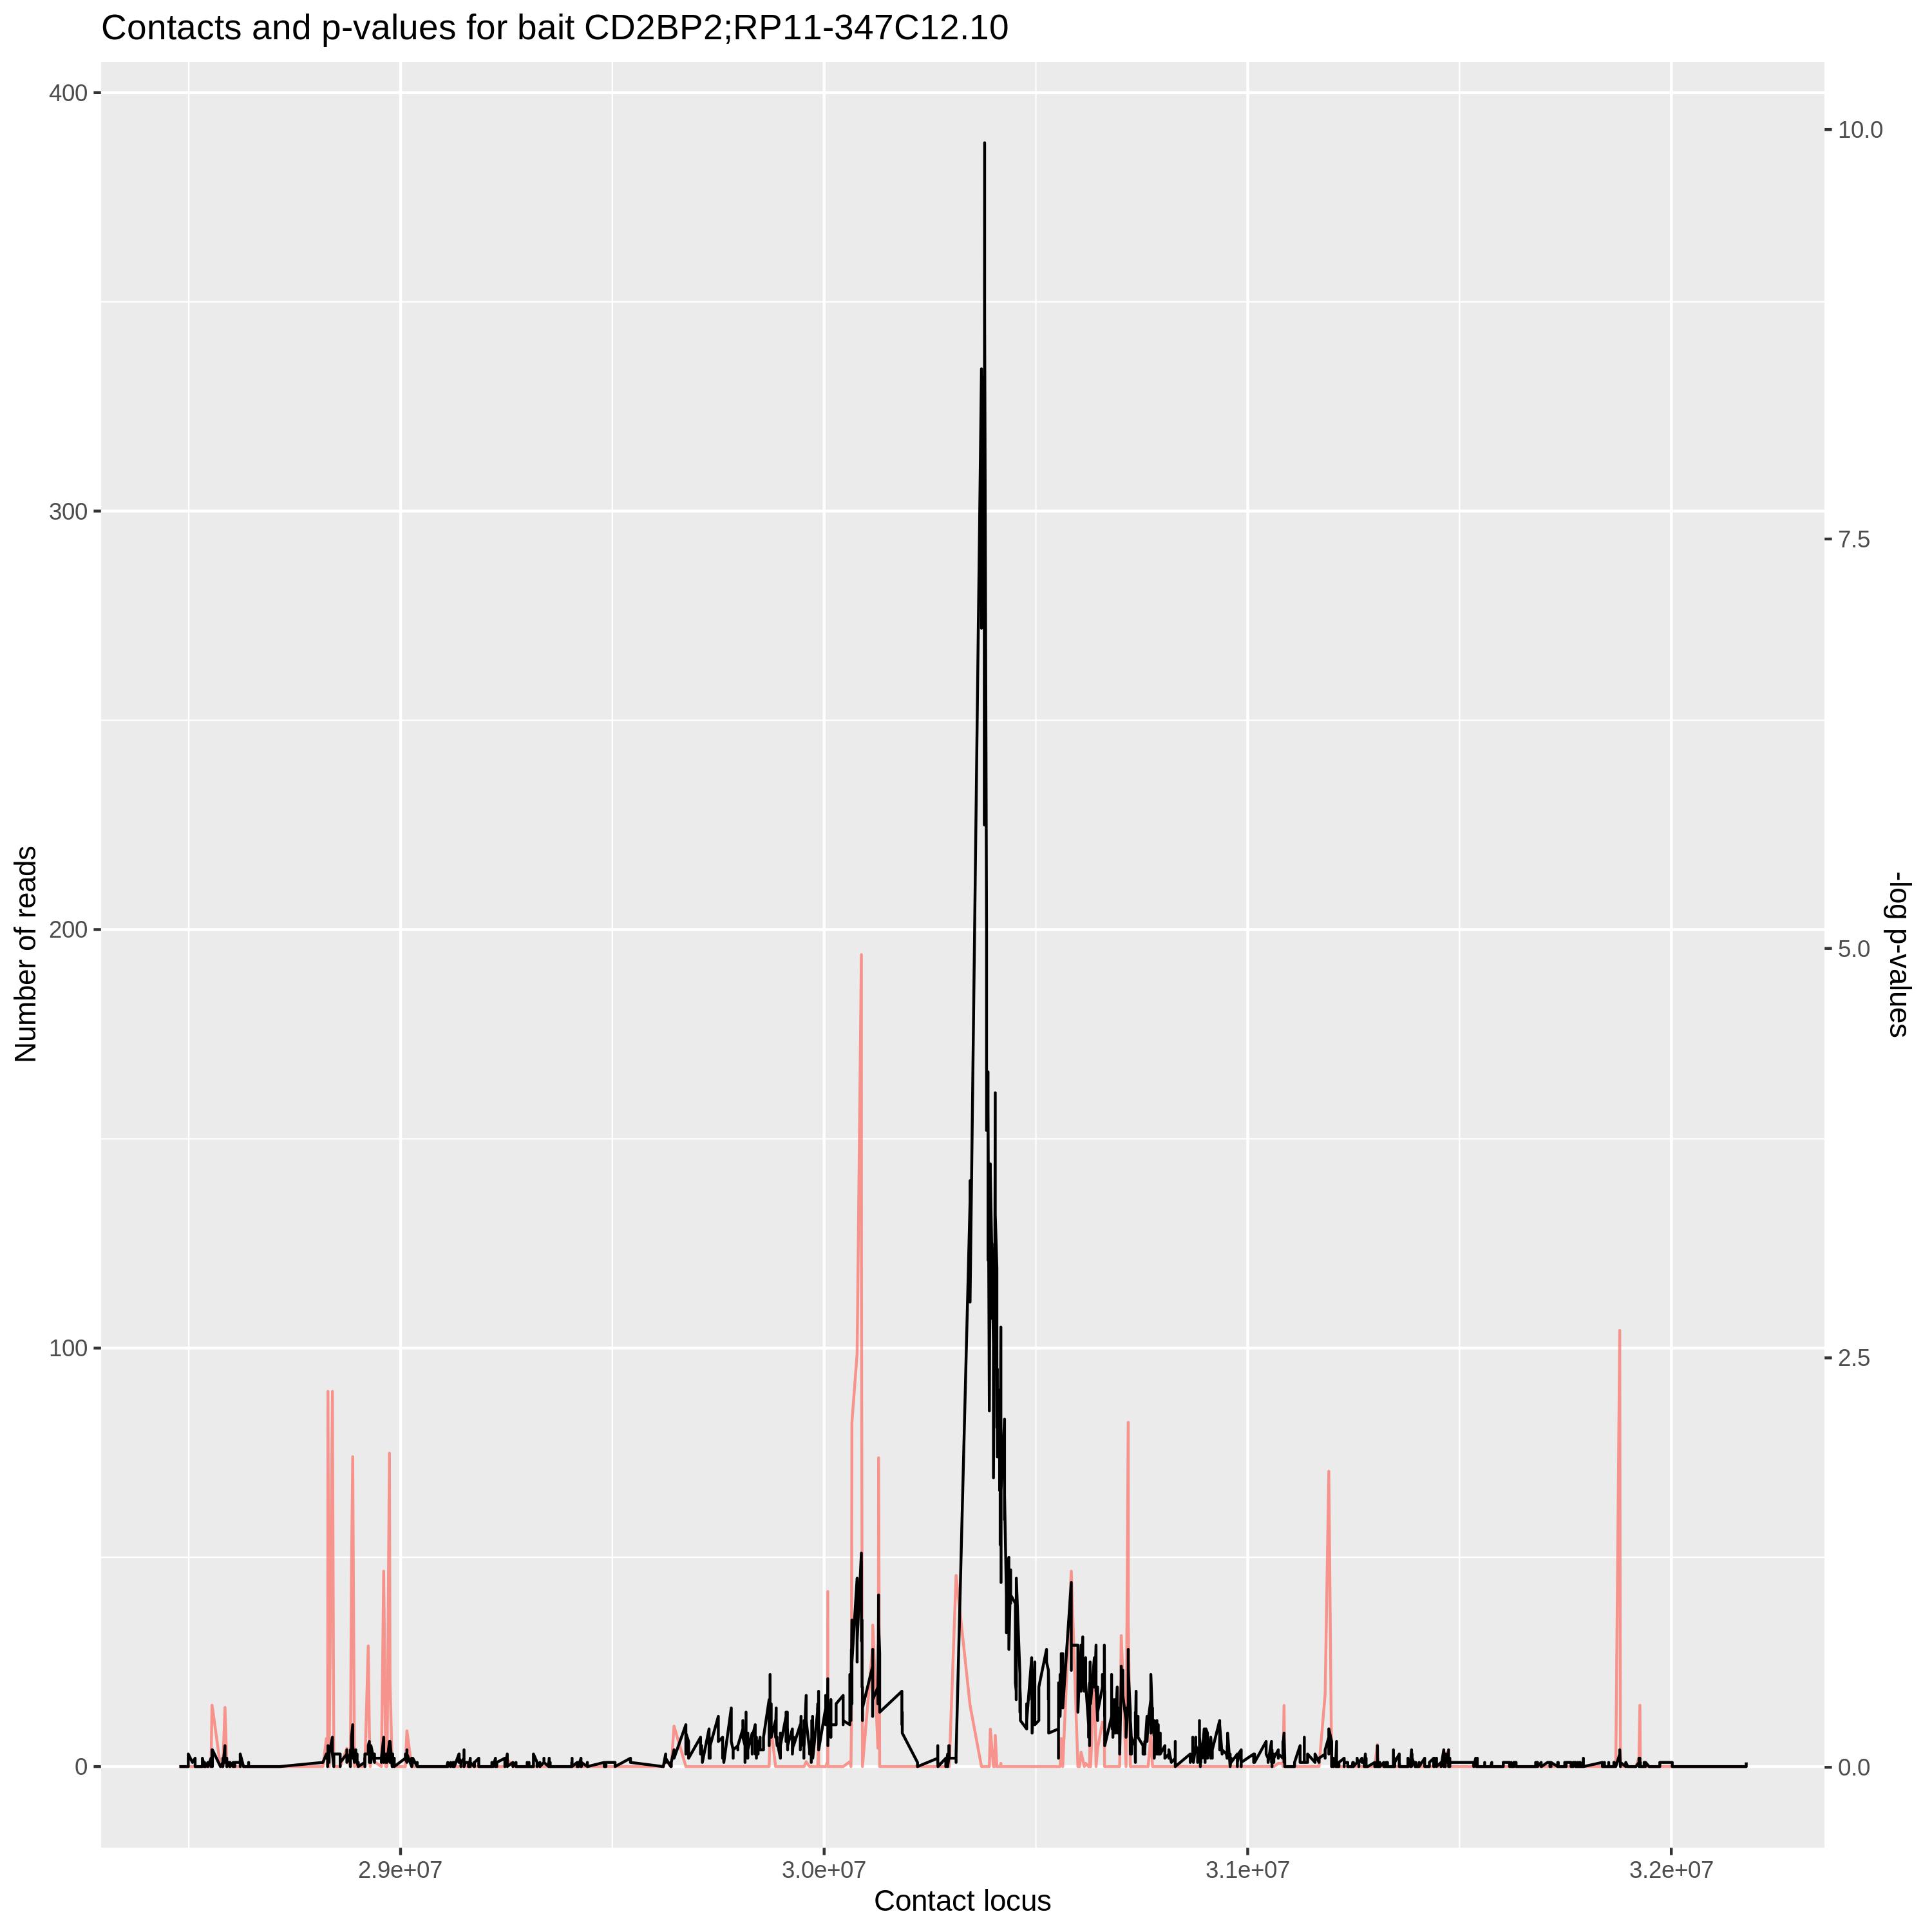 Contacts and p-values for bait CD2BP2;RP11-347C12.10
400
300
200
100
0
Number of reads
10.0
7.5
5.0
2.5
0.0
-log p-values
2.9e+07
3.0e+07
3.1e+07
3.2e+07
Contact locus